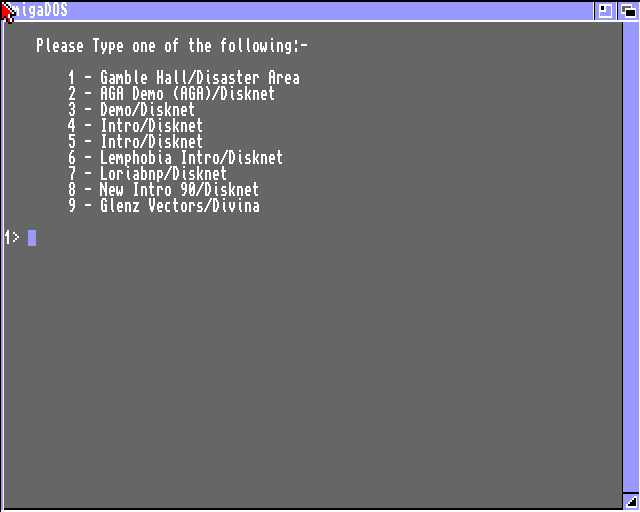 AmigaDOS
Please Type one of the following:-
1 - Gamble Hall/Disaster Area
2 - AGA Demo (AGA)/Disknet
3 - Demo/Disknet
4 - Intro/Disknet
5 - Intro/Disknet
6 - Lemphobia Intro/Disknet
7 - Loriabnp/Disknet
8 - New Intro 90/Disknet
9 - Glenz Vectors/Divina
1>